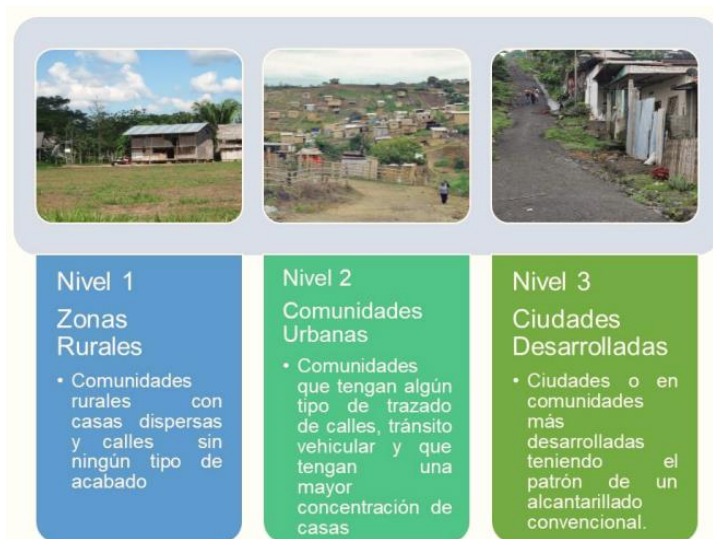 Nivel 1
Zonas
Rurales
• Comunidades
rurales con
casas dispersas
y calles sin
ningún tipo de
acabado
Nivel 2
Comunidades
Urbanas
• Comunidades
que tengan algún
tipo de trazado
de calles, tránsito
vehicular y que
tengan una
mayor
concentración de
casas
Nivel 3
Ciudades
Desarrolladas
• Ciudades o en
comunidades
más
desarrolladas
teniendo el
patrón de un
alcantarillado
convencional.